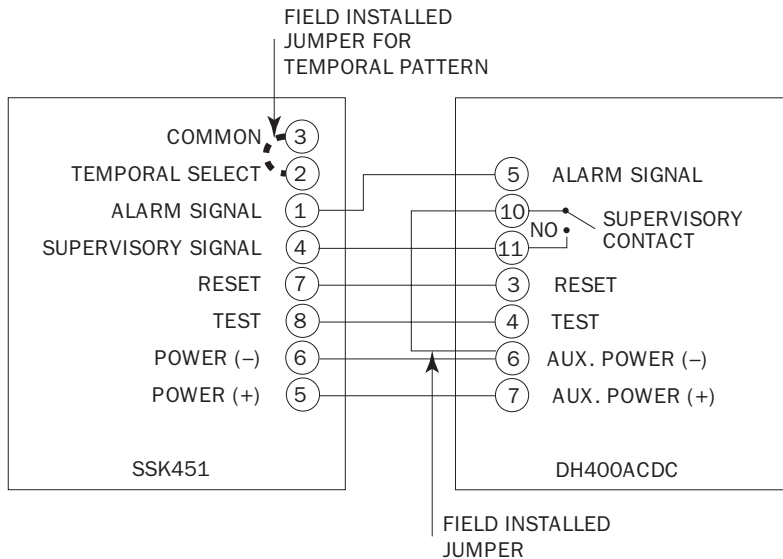 FIELD INSTALLED
JUMPER FOR
TEMPORAL PATTERN
COMMON 3
TEMPORAL SELECT 2
ALARM SIGNAL 1
SUPERVISORY SIGNAL 4
RESET 7
TEST 8
POWER (–) 6
POWER (+) 5
SSK451
5 ALARM SIGNAL
10
NO
SUPERVISORY
CONTACT
11
3 RESET
4 TEST
6 AUX. POWER (–)
7 AUX. POWER (+)
DH400ACDC
FIELD INSTALLED
JUMPER